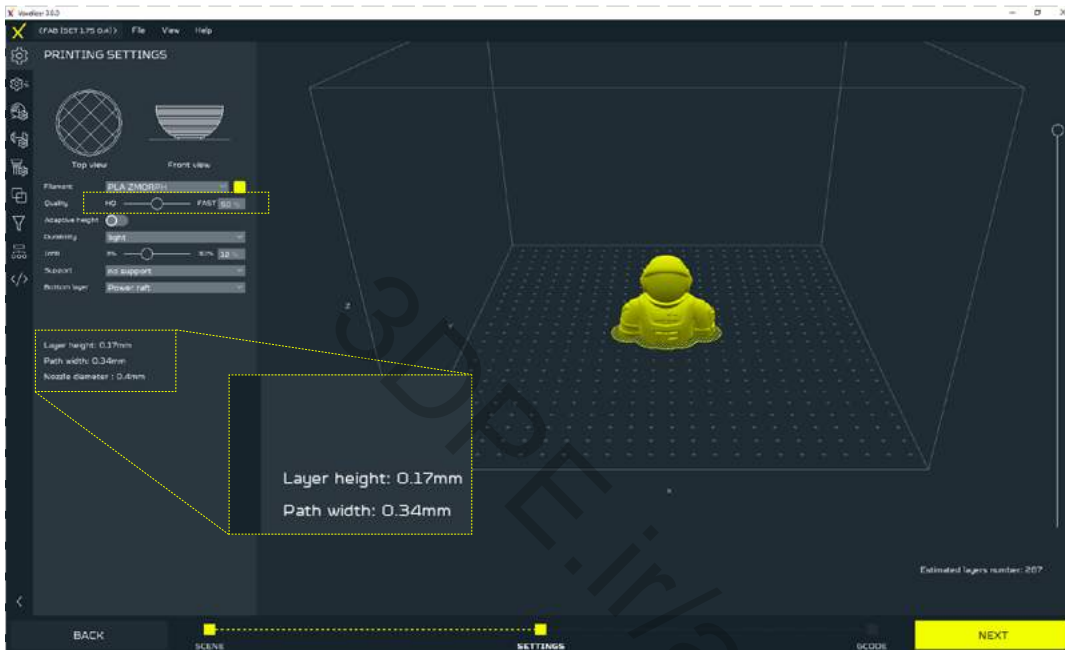 Voxelizer 3.0.0
(FAB (SET 1.75 0.4)) File View Help
PRINTING SETTINGS
Top view Front view
Filament PLA ZMORPH
Quality HQ FAST 50 %
Adaptive height
Durability light
Infill 0% 50%
Support no support
Bottom layer Power raft
Z
Y
X
Layer height: 0.17mm
Path width: 0.34mm
Nozzle diameter : 0.4mm
Layer height: 0.17mm
Path width: 0.34mm
Estimated layers number: 287
BACK
SCENE
SETTINGS
GCODE
NEXT
3DPE.ir/